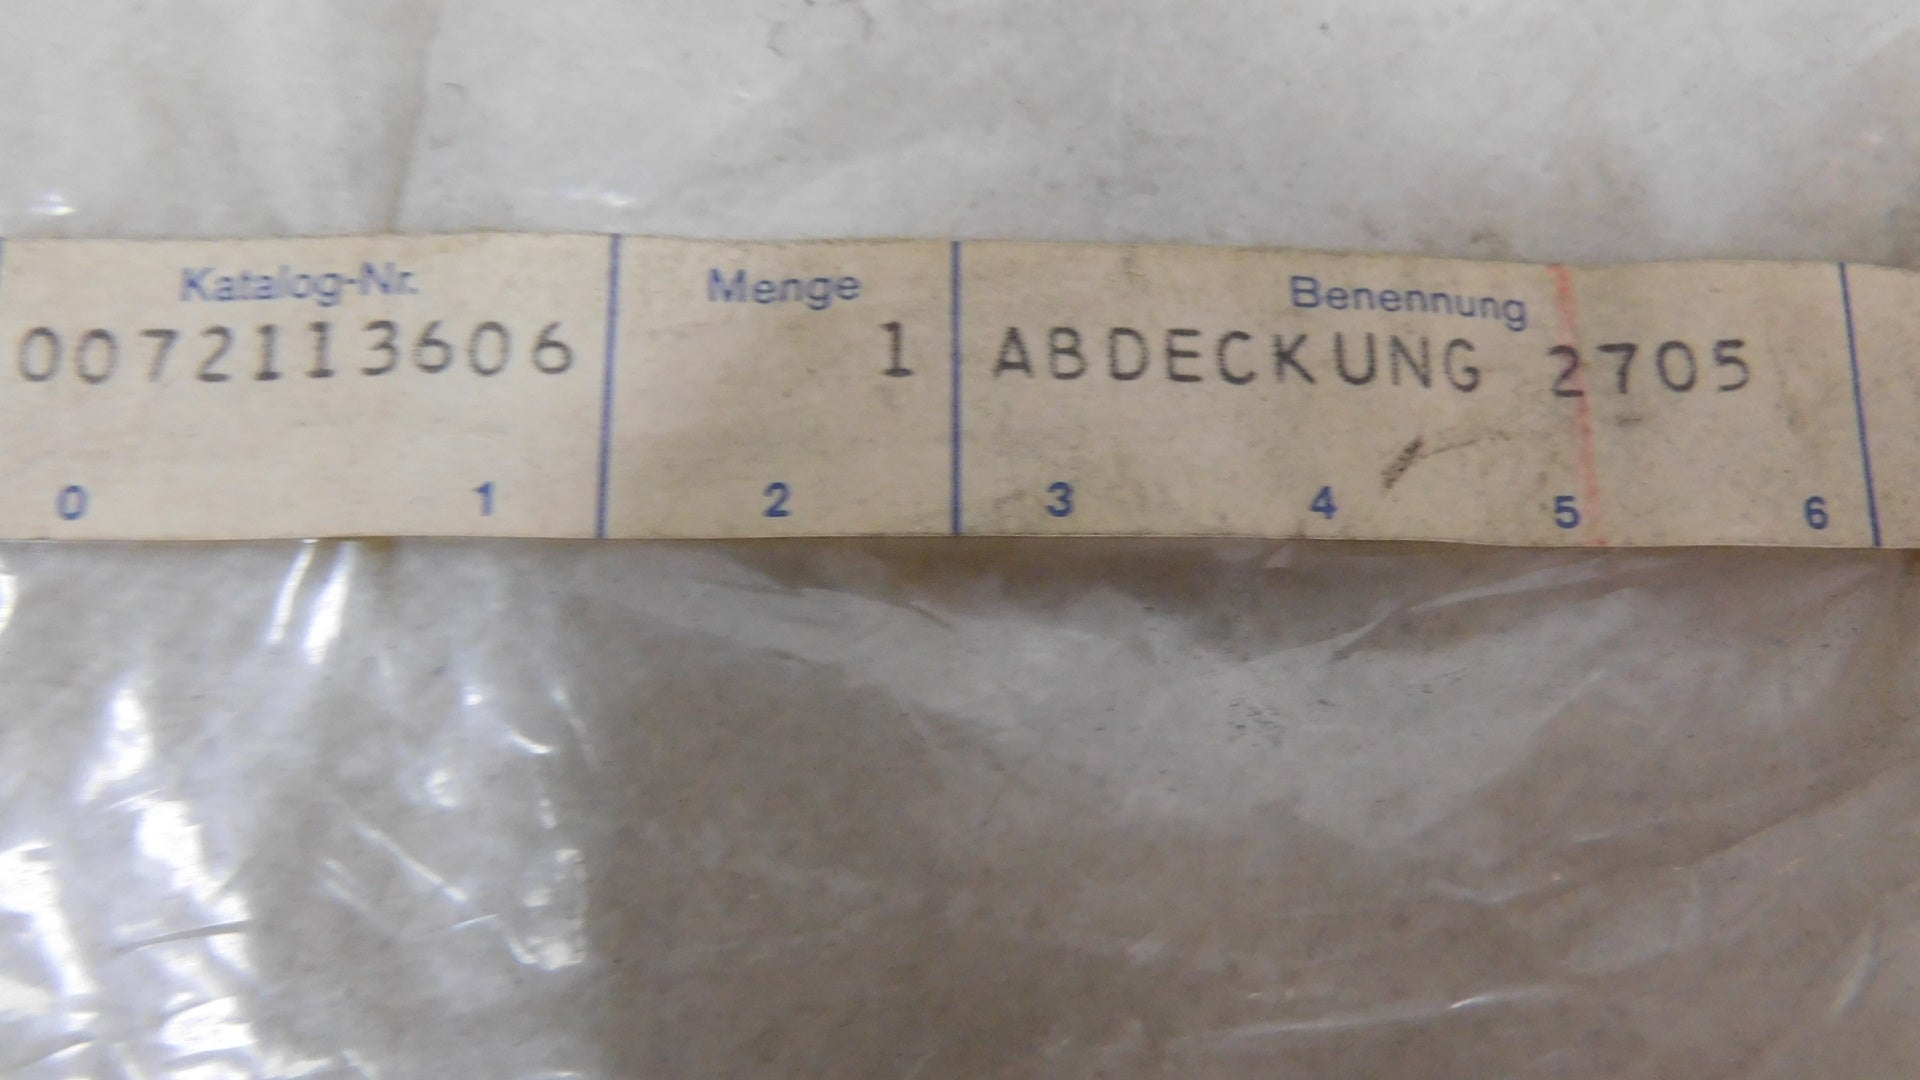 Katalog-Nr. Menge Benennung
0072113606 1 ABDECKUNG 2705
0 1 2 3 4 5 6